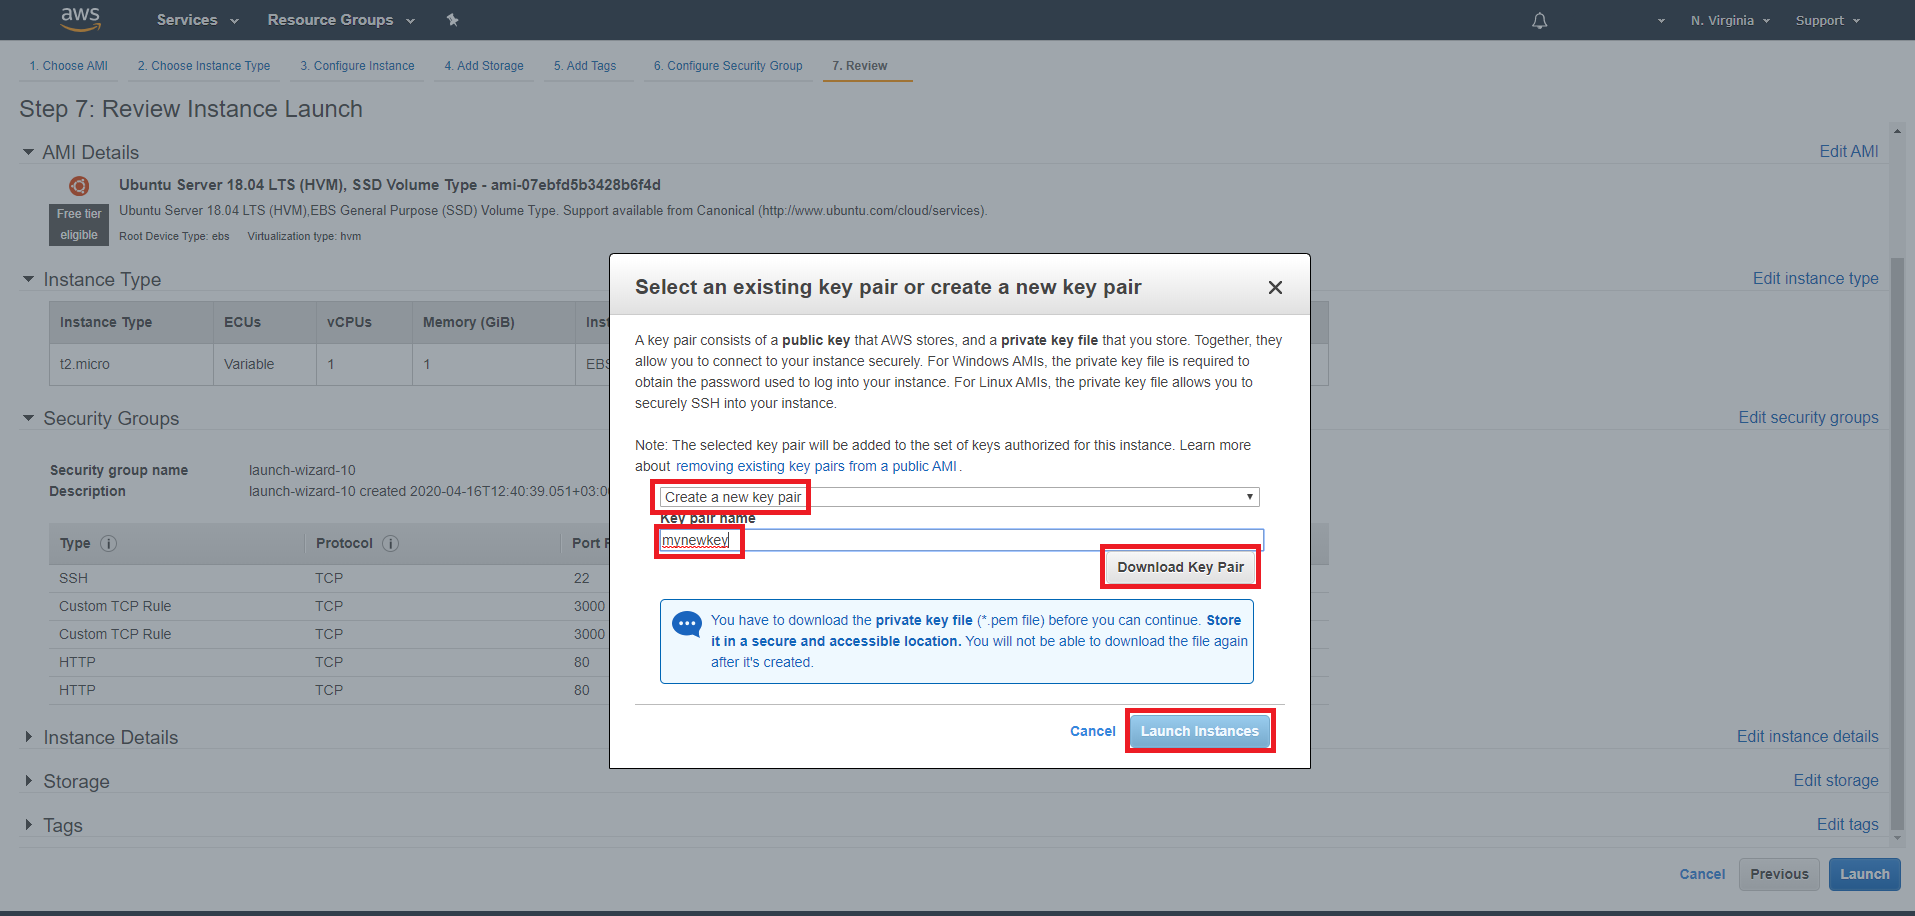 aws Services Resource Groups N. Virginia Support
1. Choose AMI 2. Choose Instance Type 3. Configure Instance 4. Add Storage 5. Add Tags 6. Configure Security Group 7. Review
Step 7: Review Instance Launch
AMI Details Edit AMI
Ubuntu Server 18.04 LTS (HVM), SSD Volume Type - ami-07ebfd5b3428b6f4d
Free tier
eligible
Ubuntu Server 18.04 LTS (HVM),EBS General Purpose (SSD) Volume Type. Support available from Canonical (http://www.ubuntu.com/cloud/services).
Root Device Type: ebs Virtualization type: hvm
Instance Type Edit instance type
Instance Type ECUs vCPUs Memory (GiB) Inst
t2.micro Variable 1 1 EBS
Security Groups Edit security groups
Security group name launch-wizard-10
Description launch-wizard-10 created 2020-04-16T12:40:39.051+03:00
Type Protocol Port R
SSH TCP 22
Custom TCP Rule TCP 3000
Custom TCP Rule TCP 3000
HTTP TCP 80
HTTP TCP 80
Instance Details Edit instance details
Storage Edit storage
Tags Edit tags
Cancel Previous Launch
Select an existing key pair or create a new key pair
A key pair consists of a public key that AWS stores, and a private key file that you store. Together, they
allow you to connect to your instance securely. For Windows AMIs, the private key file is required to
obtain the password used to log into your instance. For Linux AMIs, the private key file allows you to
securely SSH into your instance.
Note: The selected key pair will be added to the set of keys authorized for this instance. Learn more
about removing existing key pairs from a public AMI.
Create a new key pair
Key pair name
mynewkey
Download Key Pair
You have to download the private key file (*.pem file) before you can continue. Store
it in a secure and accessible location. You will not be able to download the file again
after it's created.
Cancel Launch Instances